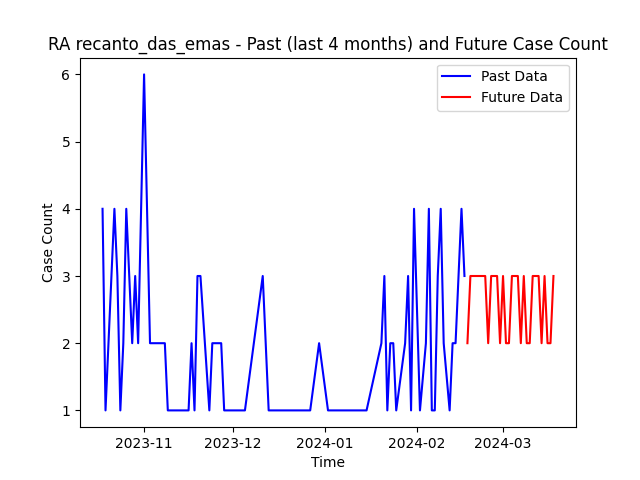 RA recanto_das_emas - Past (last 4 months) and Future Case Count
Past Data
Future Data
Case Count
6
5
4
3
2
1
2023-11 2023-12 2024-01 2024-02 2024-03
Time